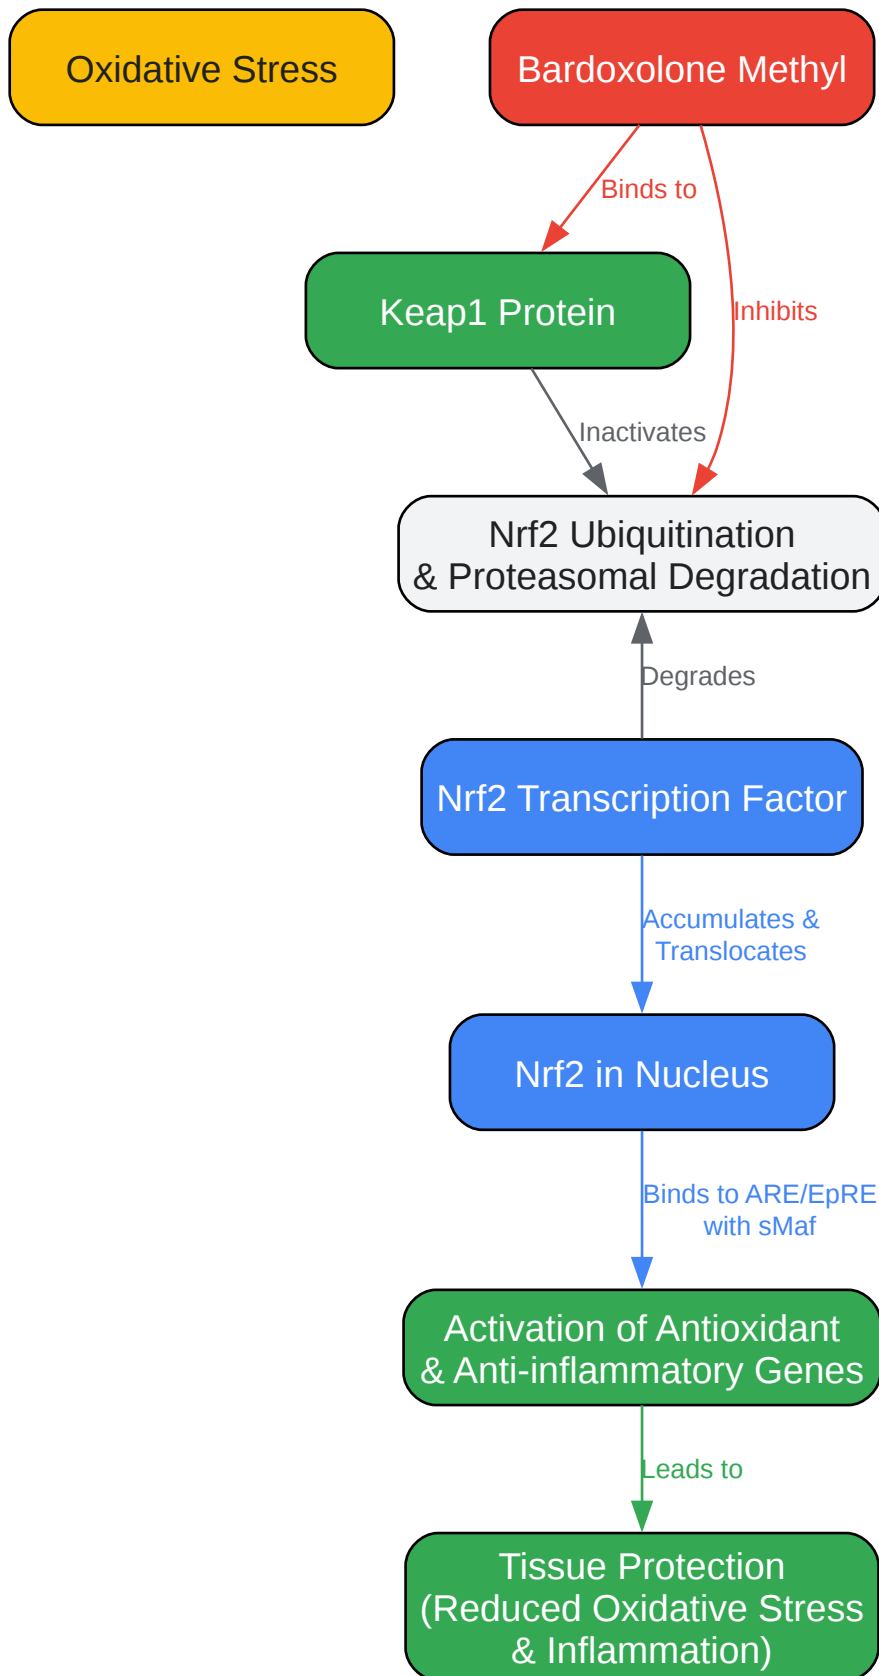 Oxidative Stress
Bardoxolone Methyl
Binds to
Keap1 Protein
Inhibits
Inactivates
Nrf2 Ubiquitination
& Proteasomal Degradation
Degrades
Nrf2 Transcription Factor
Accumulates &
Translocates
Nrf2 in Nucleus
Binds to ARE/EpRE
with sMaf
Activation of Antioxidant
& Anti-inflammatory Genes
Leads to
Tissue Protection
(Reduced Oxidative Stress
& Inflammation)